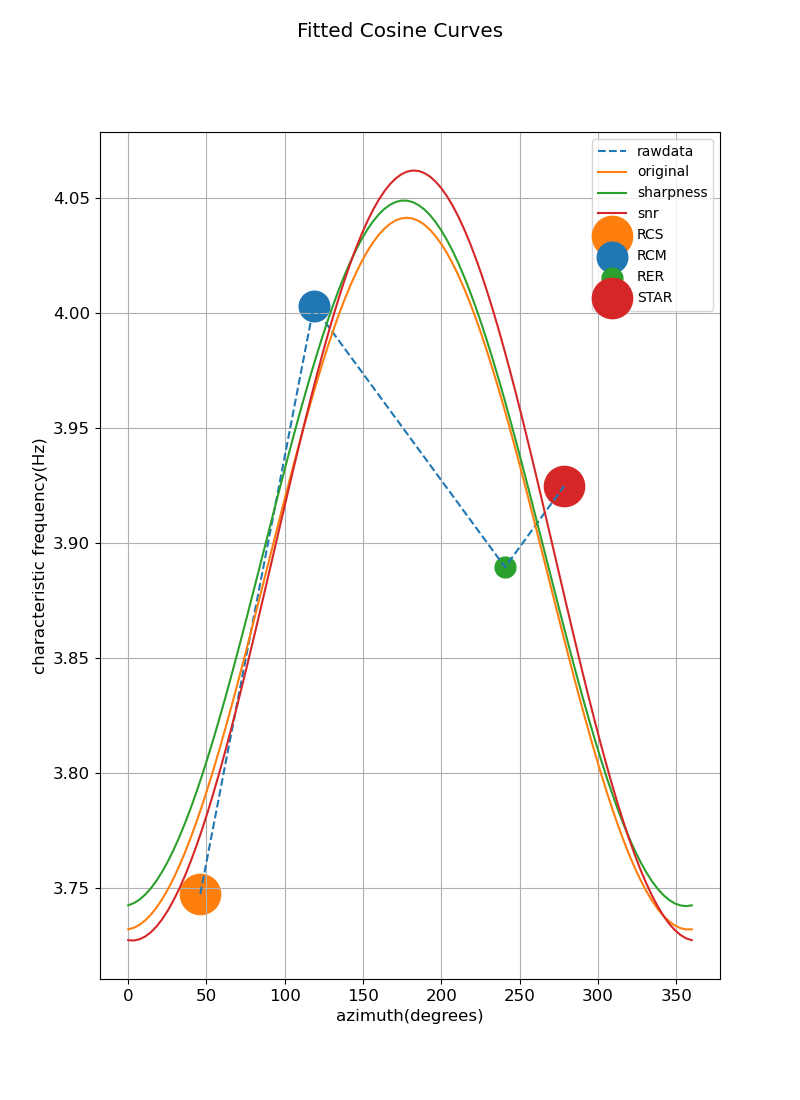 Fitted Cosine Curves
rawdata
original
sharpness
snr
RCS
RCM
RER
STAR
characteristic frequency(Hz)
4.05
4.00
3.95
3.90
3.85
3.80
3.75
0 50 100 150 200 250 300 350
azimuth(degrees)